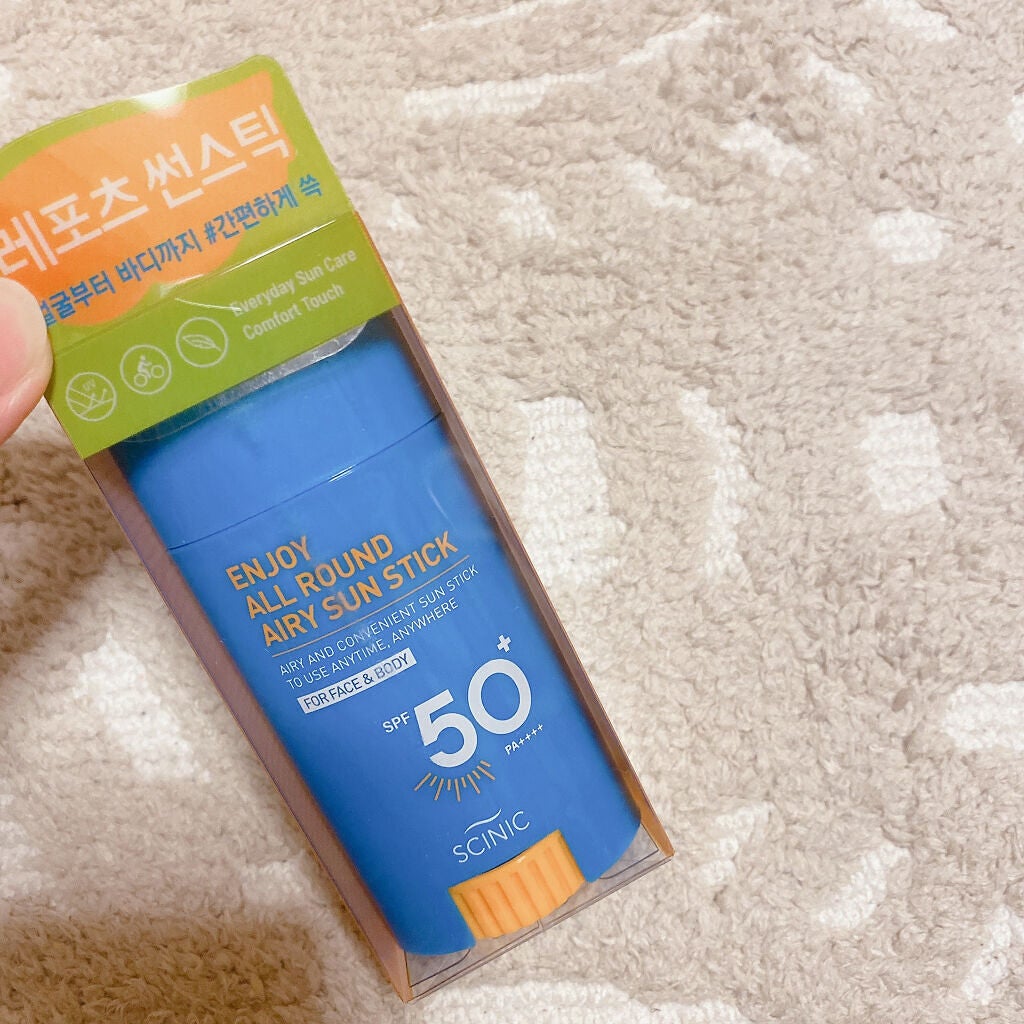 레포츠 썬스틱
얼굴부터 바디까지 #간편하게 쓱
Everyday Sun Care
Comfort Touch
UV
ENJOY
ALL ROUND
AIRY SUN STICK
AIRY AND CONVENIENT SUN STICK
TO USE ANYTIME, ANYWHERE
FOR FACE & BODY
SPF 50+
PA++++
SCINIC